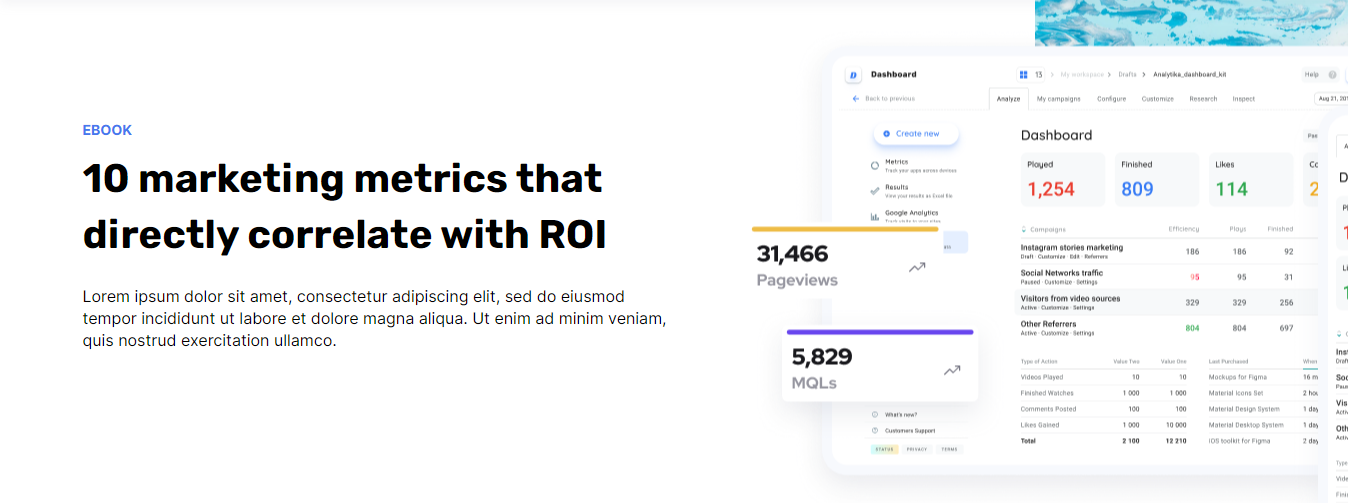 EBOOK
10 marketing metrics that
directly correlate with ROI
Lorem ipsum dolor sit amet, consectetur adipiscing elit, sed do eiusmod
tempor incididunt ut labore et dolore magna aliqua. Ut enim ad minim veniam,
quis nostrud exercitation ullamco.
Dashboard
Back to previous
Create new
Metrics
Track your apps across devices
Results
View your results as Excel file
Google Analytics
31,466
Pageviews
5,829
MQLs
What's new?
Customers Support
STATUS PRIVACY TERMS
13 > My workspace > Drafts > Analytika_dashboard_kit
Help
Analyze My campaigns Configure Customize Research Inspect
Aug 31, 20
Dashboard
Played Finished Likes
1,254 809 114
Campaigns Efficiency Plays Finished
Instagram stories marketing 186 186 92
Draft · Customize · Edit · Referrers
Social Networks traffic 95 95 31
Paused · Customize · Settings
Visitors from video sources 329 329 256
Active · Customize · Settings
Other Referrers 804 804 697
Active · Customize · Settings
Type of Action Value Two Value One Last Purchased When
Videos Played 10 10 Mockups for Figma 16 m
Finished Watches 1 000 1 000 Material Icons Set 2 hou
Comments Posted 100 100 Material Design System 1 day
Likes Gained 1 000 10 000 Material Desktop System 1 day
Total 2 100 12 210 iOS toolkit for Figma 2 day